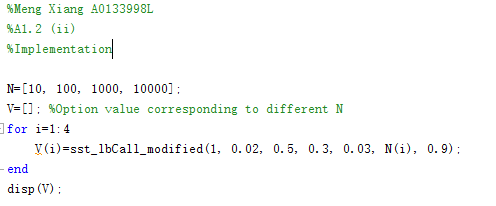 %Meng Xiang A0133998L
%A1.2 (ii)
%Implementation
N=[10, 100, 1000, 10000];
V=[]; %Option value corresponding to different N
for i=1:4
V(i)=sst_lbCall_modified(1, 0.02, 0.5, 0.3, 0.03, N(i), 0.9);
end
disp(V);